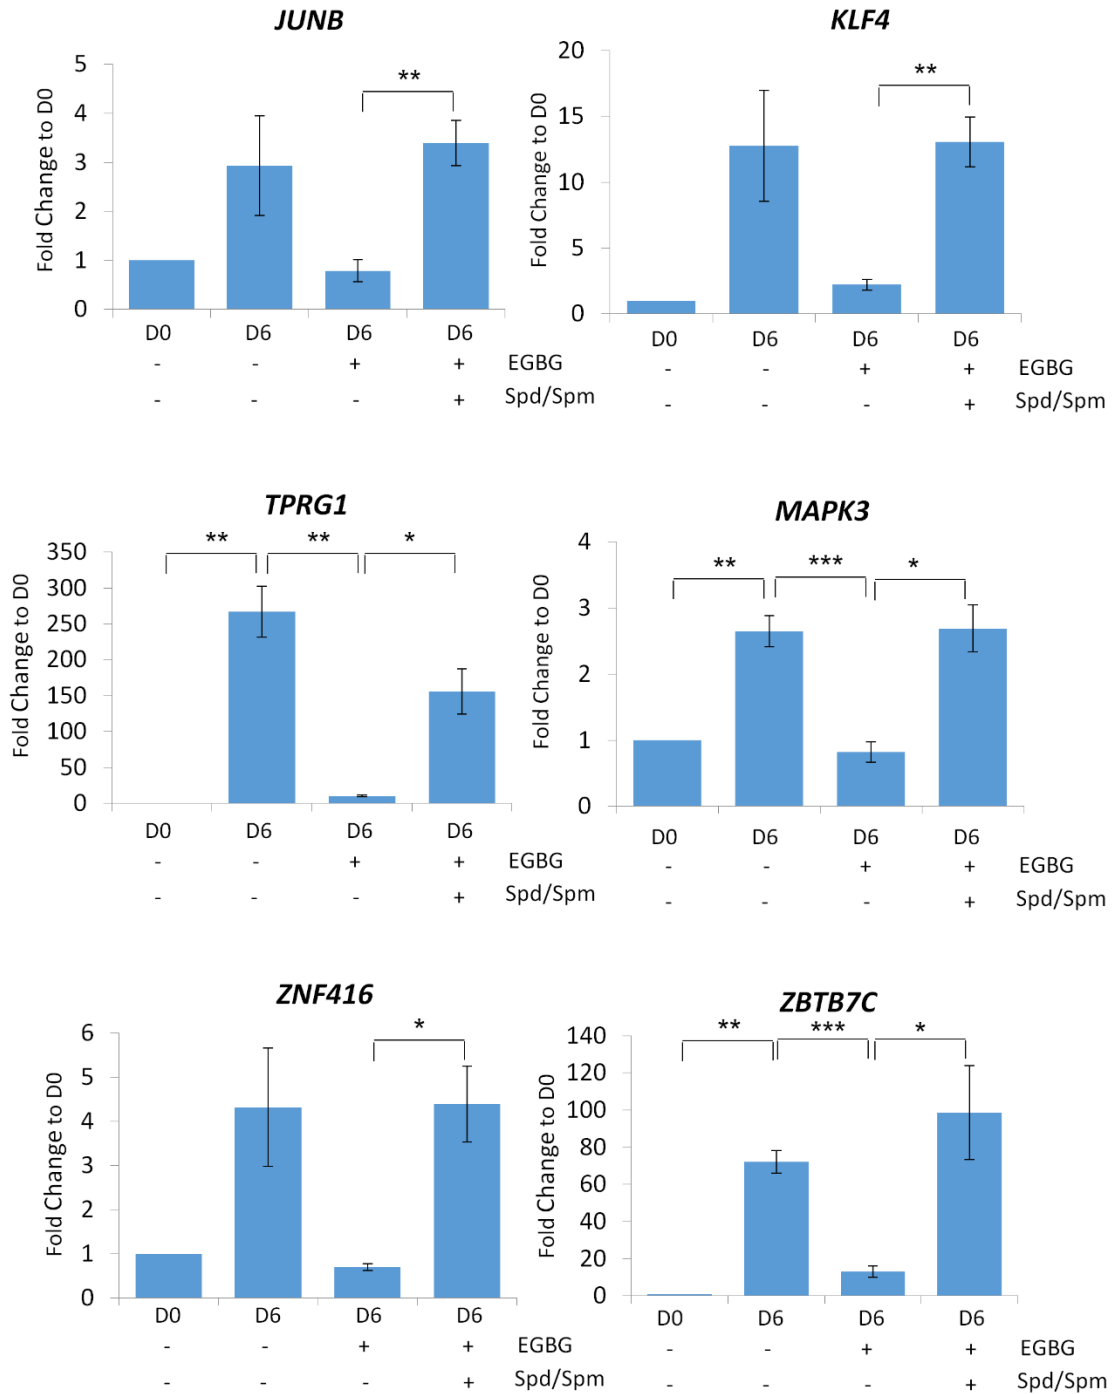 JUNB
5
4
3
2
1
0
Fold Change to D0
**
D0 D6 D6 D6
- - + + EGBG
- - - + Spd/Spm
KLF4
20
15
10
5
0
Fold Change to D0
**
D0 D6 D6 D6
- - + + EGBG
- - - + Spd/Spm
TPRG1
350
300
250
200
150
100
50
0
Fold Change to D0
** ** *
D0 D6 D6 D6
- - + + EGBG
- - - + Spd/Spm
MAPK3
4
3
2
1
0
Fold Change to D0
** *** *
D0 D6 D6 D6
- - + + EGBG
- - - + Spd/Spm
ZNF416
6
5
4
3
2
1
0
Fold Change to D0
*
D0 D6 D6 D6
- - + + EGBG
- - - + Spd/Spm
ZBTB7C
140
120
100
80
60
40
20
0
Fold Change to D0
** *** *
D0 D6 D6 D6
- - + + EGBG
- - - + Spd/Spm